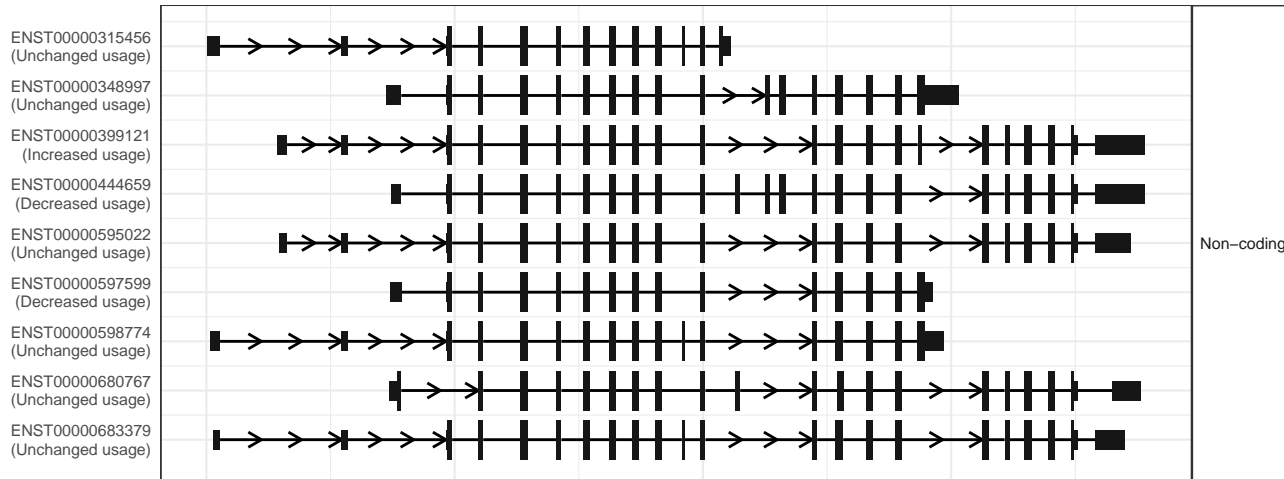 ENST00000315456
(Unchanged usage)
ENST00000348997
(Unchanged usage)
ENST00000399121
(Increased usage)
ENST00000444659
(Decreased usage)
ENST00000595022
(Unchanged usage)
Non−coding
ENST00000597599
(Decreased usage)
ENST00000598774
(Unchanged usage)
ENST00000680767
(Unchanged usage)
ENST00000683379
(Unchanged usage)